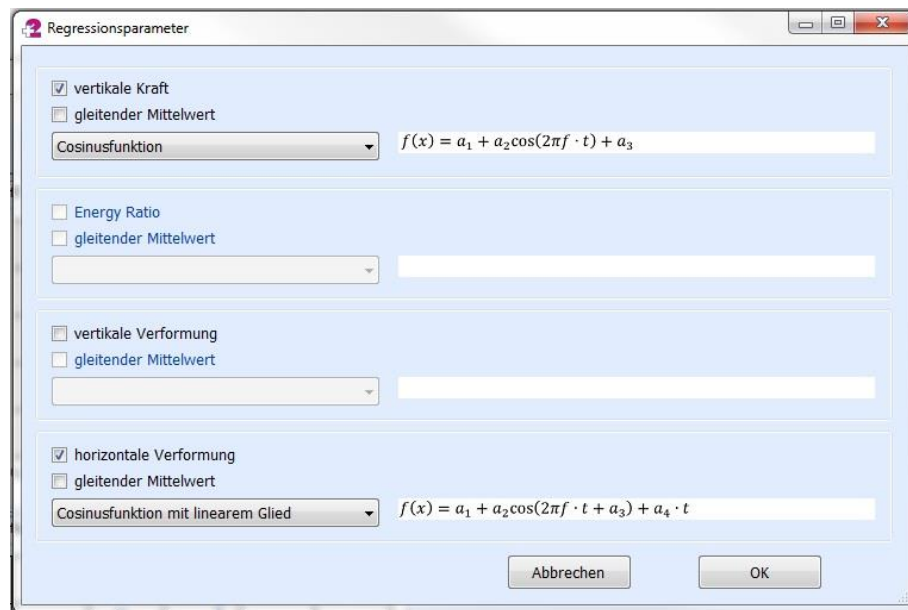 Regressionsparameter
vertikale Kraft
gleitender Mittelwert
Cosinusfunktion
f(x) = a₁ + a₂cos(2πf · t) + a₃
Energy Ratio
gleitender Mittelwert
vertikale Verformung
gleitender Mittelwert
horizontale Verformung
gleitender Mittelwert
Cosinusfunktion mit linearem Glied
f(x) = a₁ + a₂cos(2πf · t + a₃) + a₄ · t
Abbrechen
OK